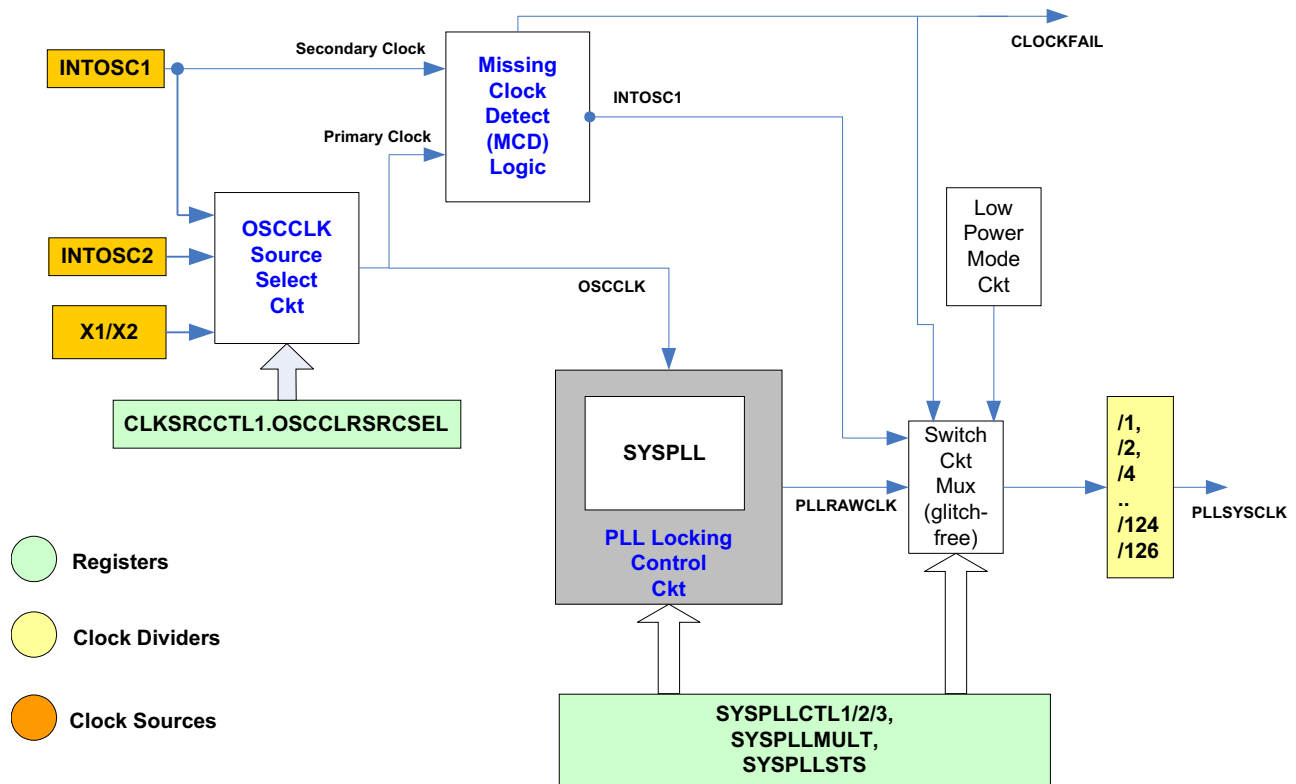 CLOCKFAIL
Secondary Clock
INTOSC1
Missing
Clock
Detect
(MCD)
Logic
INTOSC1
Primary Clock
OSCCLK
Source
Select
Ckt
INTOSC2
X1/X2
OSCCLK
Low
Power
Mode
Ckt
CLKSRCCTL1.OSCCLRSRCSEL
SYSPLL
PLL Locking
Control
Ckt
PLLRAWCLK
Switch
Ckt
Mux
(glitch-
free)
/1,
/2,
/4
..
/124
/126
PLLSYSCLK
Registers
Clock Dividers
Clock Sources
SYSPLLCTL1/2/3,
SYSPLLMULT,
SYSPLLSTS